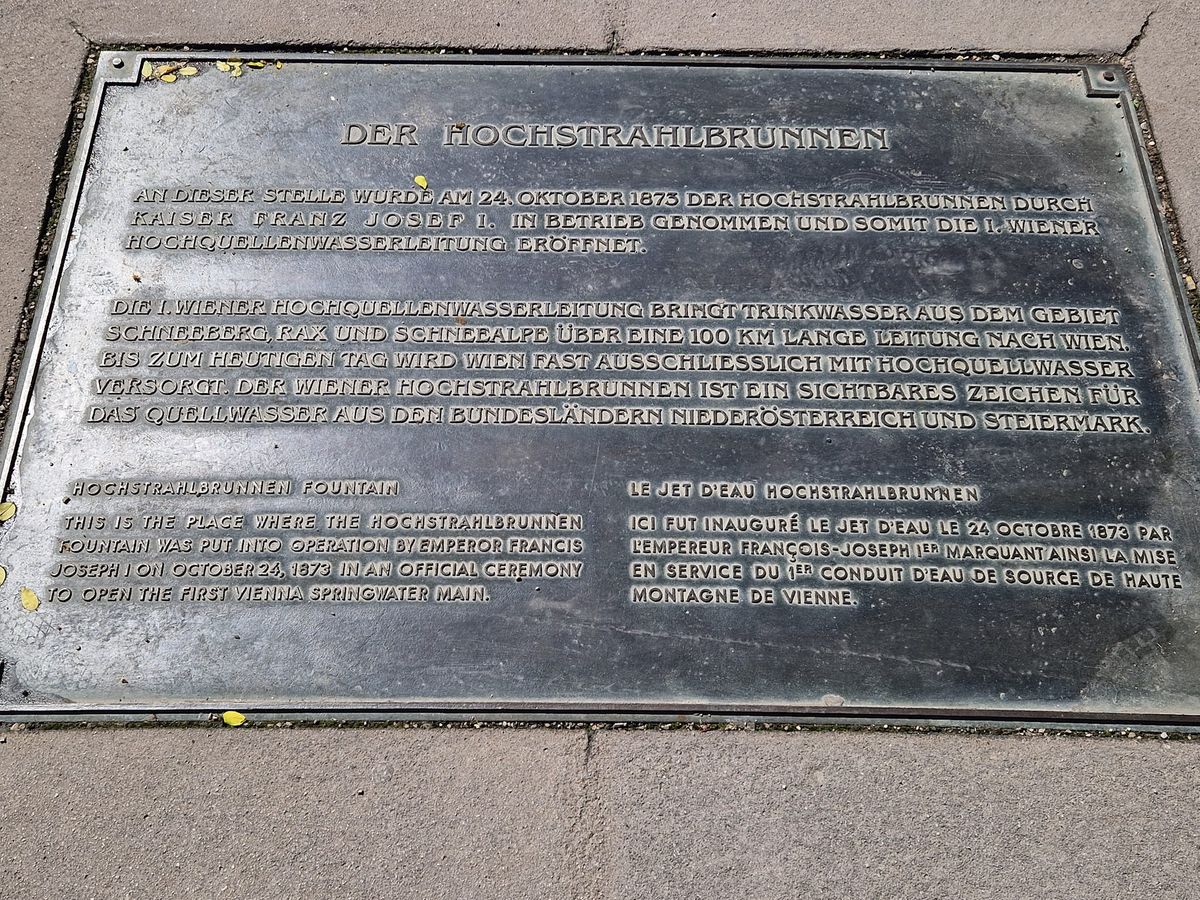 DER HOCHSTRAHLBRUNNEN
AN DIESER STELLE WURDE AM 24. OKTOBER 1873 DER HOCHSTRAHLBRUNNEN DURCH
KAISER FRANZ JOSEF I. IN BETRIEB GENOMMEN UND SOMIT DIE I. WIENER
HOCHQUELLENWASSERLEITUNG ERÖFFNET.
DIE I. WIENER HOCHQUELLENWASSERLEITUNG BRINGT TRINKWASSER AUS DEM GEBIET
SCHNEEBERG, RAX UND SCHNEEALPE ÜBER EINE 100 KM LANGE LEITUNG NACH WIEN.
BIS ZUM HEUTIGEN TAG WIRD WIEN FAST AUSSCHLIESSLICH MIT HOCHQUELLWASSER
VERSORGT. DER WIENER HOCHSTRAHLBRUNNEN IST EIN SICHTBARES ZEICHEN FÜR
DAS QUELLWASSER AUS DEN BUNDESLÄNDERN NIEDERÖSTERREICH UND STEIERMARK.
HOCHSTRAHLBRUNNEN FOUNTAIN
THIS IS THE PLACE WHERE THE HOCHSTRAHLBRUNNEN
FOUNTAIN WAS PUT INTO OPERATION BY EMPEROR FRANCIS
JOSEPH I ON OCTOBER 24, 1873 IN AN OFFICIAL CEREMONY
TO OPEN THE FIRST VIENNA SPRINGWATER MAIN.
LE JET D'EAU HOCHSTRAHLBRUNNEN
ICI FUT INAUGURÉ LE JET D'EAU LE 24 OCTOBRE 1873 PAR
L'EMPEREUR FRANÇOIS-JOSEPH IER MARQUANT AINSI LA MISE
EN SERVICE DU 1ER CONDUIT D'EAU DE SOURCE DE HAUTE
MONTAGNE DE VIENNE.